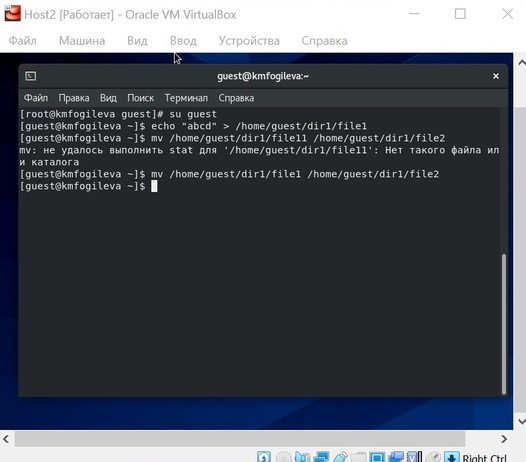 Host2 [Работает] - Oracle VM VirtualBox
Файл Машина Вид Ввод Устройства Справка
guest@kmfogileva:~
Файл Правка Вид Поиск Терминал Справка
[root@kmfogileva guest]# su guest
[guest@kmfogileva ~]$ echo "abcd" > /home/guest/dir1/file1
[guest@kmfogileva ~]$ mv /home/guest/dir1/file11 /home/guest/dir1/file2
mv: не удалось выполнить stat для '/home/guest/dir1/file11': Нет такого файла ил
и каталога
[guest@kmfogileva ~]$ mv /home/guest/dir1/file1 /home/guest/dir1/file2
[guest@kmfogileva ~]$
Right Ctrl